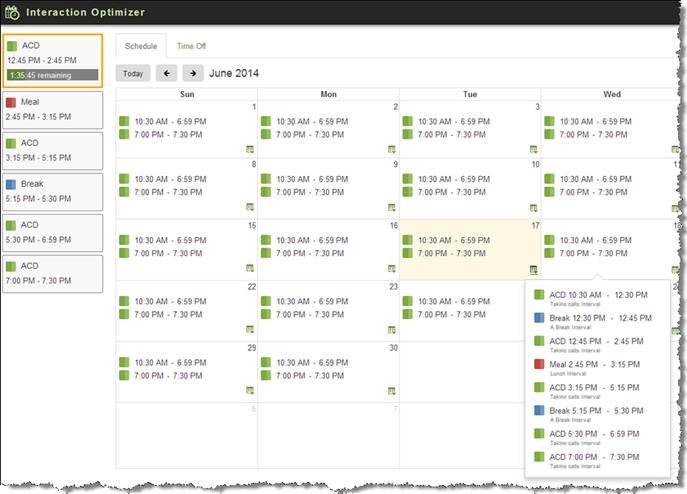 Interaction Optimizer
ACD
12:45 PM - 2:45 PM
1:35:45 remaining
Meal
2:45 PM - 3:15 PM
ACD
3:15 PM - 5:15 PM
Break
5:15 PM - 5:30 PM
ACD
5:30 PM - 6:59 PM
ACD
7:00 PM - 7:30 PM
Schedule Time Off
Today June 2014
Sun Mon Tue Wed
1 2 3
10:30 AM - 6:59 PM 10:30 AM - 6:59 PM 10:30 AM - 6:59 PM 10:30 AM - 6:59 PM
7:00 PM - 7:30 PM 7:00 PM - 7:30 PM 7:00 PM - 7:30 PM 7:00 PM - 7:30 PM
8 9 10
10:30 AM - 6:59 PM 10:30 AM - 6:59 PM 10:30 AM - 6:59 PM 10:30 AM - 6:59 PM
7:00 PM - 7:30 PM 7:00 PM - 7:30 PM 7:00 PM - 7:30 PM 7:00 PM - 7:30 PM
15 16 17
10:30 AM - 6:59 PM 10:30 AM - 6:59 PM 10:30 AM - 6:59 PM 10:30 AM - 6:59 PM
7:00 PM - 7:30 PM 7:00 PM - 7:30 PM 7:00 PM - 7:30 PM 7:00 PM - 7:30 PM
22 23
10:30 AM - 6:59 PM 10:30 AM - 6:59 PM 10:30 AM - 6:59 PM
7:00 PM - 7:30 PM 7:00 PM - 7:30 PM 7:00 PM - 7:30 PM
29 30
10:30 AM - 6:59 PM 10:30 AM - 6:59 PM
7:00 PM - 7:30 PM 7:00 PM - 7:30 PM
6 7
ACD 10:30 AM - 12:30 PM
Taking calls Interval
Break 12:30 PM - 12:45 PM
A Break Interval
ACD 12:45 PM - 2:45 PM
Taking calls Interval
Meal 2:45 PM - 3:15 PM
Lunch Interval
ACD 3:15 PM - 5:15 PM
Taking calls Interval
Break 5:15 PM - 5:30 PM
A Break Interval
ACD 5:30 PM - 6:59 PM
Taking calls Interval
ACD 7:00 PM - 7:30 PM
Taking calls Interval